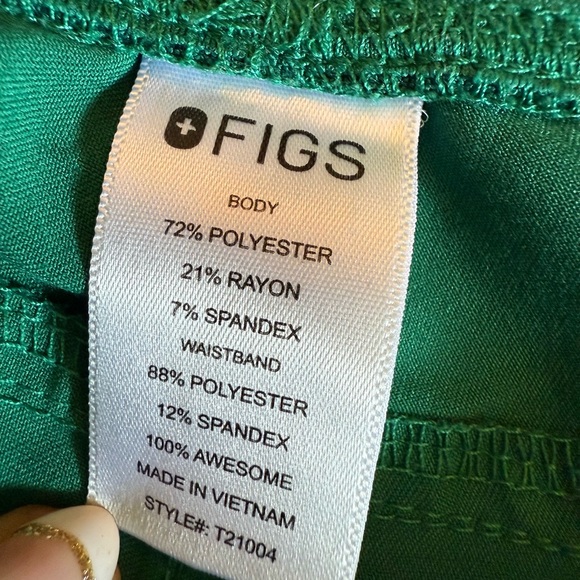 FIGS
BODY
72% POLYESTER
21% RAYON
7% SPANDEX
WAISTBAND
88% POLYESTER
12% SPANDEX
100% AWESOME
MADE IN VIETNAM
STYLE#: T21004